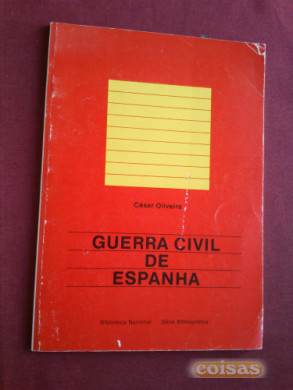 César Oliveira
GUERRA CIVIL
DE
ESPANHA
Biblioteca Nacional Série Bibliográfica
coisas